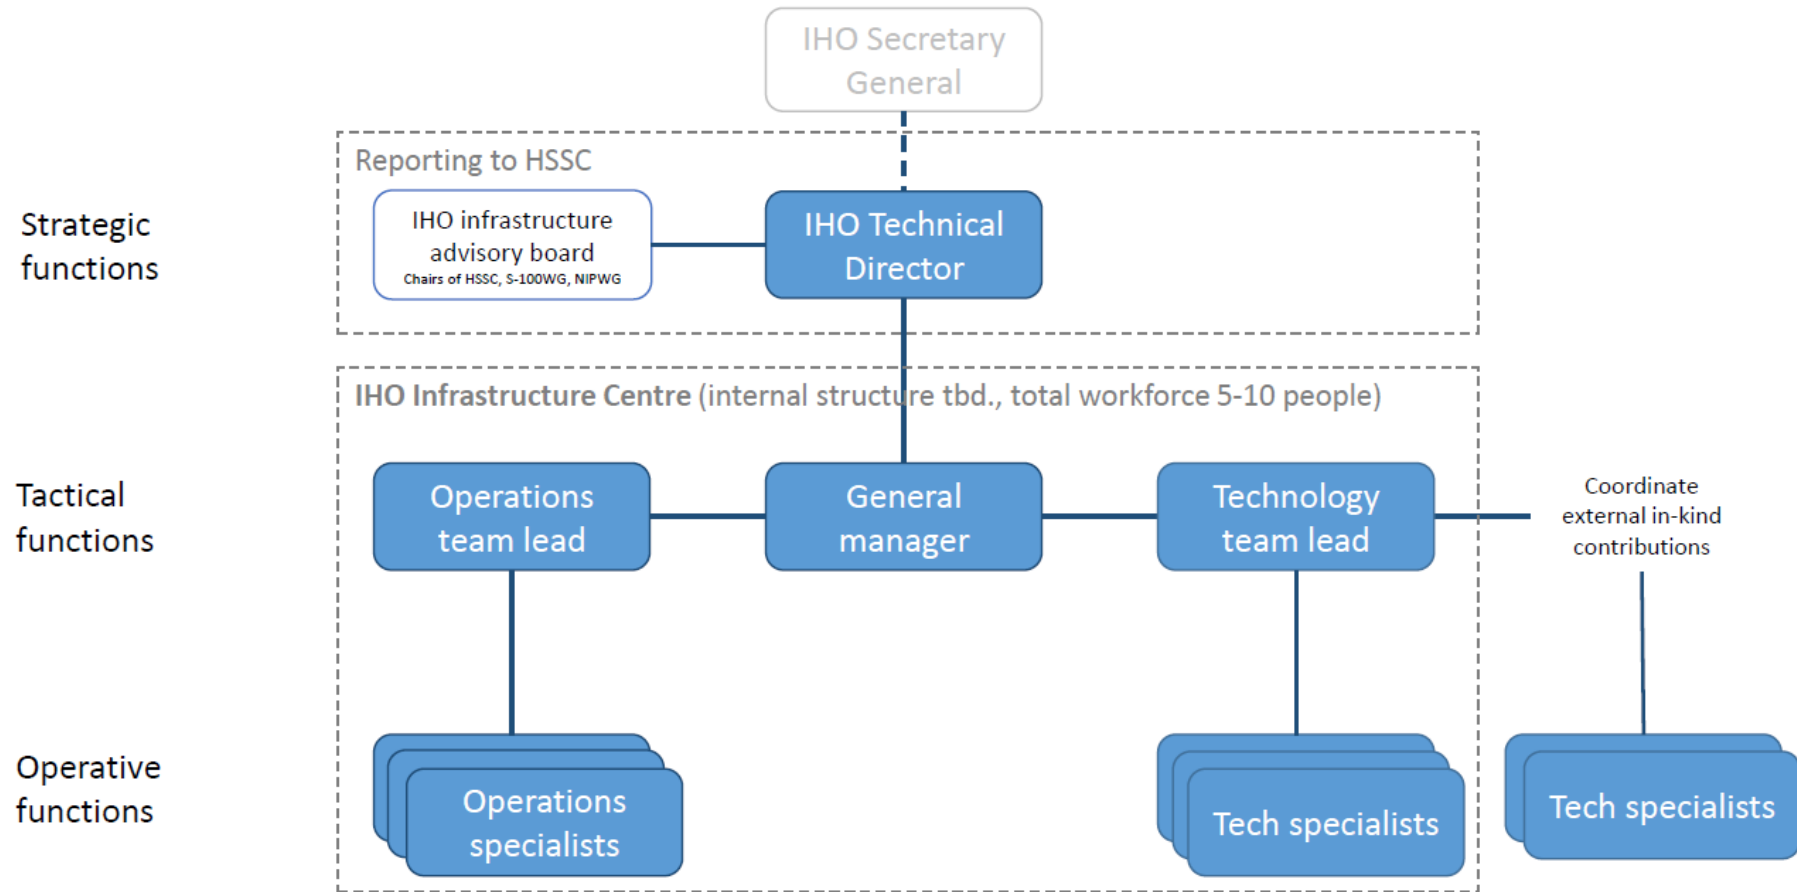 IHO Secretary
General
Reporting to HSSC
Strategic
functions
IHO infrastructure
advisory board
Chairs of HSSC, S-100WG, NIPWG
IHO Technical
Director
IHO Infrastructure Centre (internal structure tbd., total workforce 5-10 people)
Tactical
functions
Operations
team lead
General
manager
Technology
team lead
Coordinate
external in-kind
contributions
Operative
functions
Operations
specialists
Tech specialists
Tech specialists